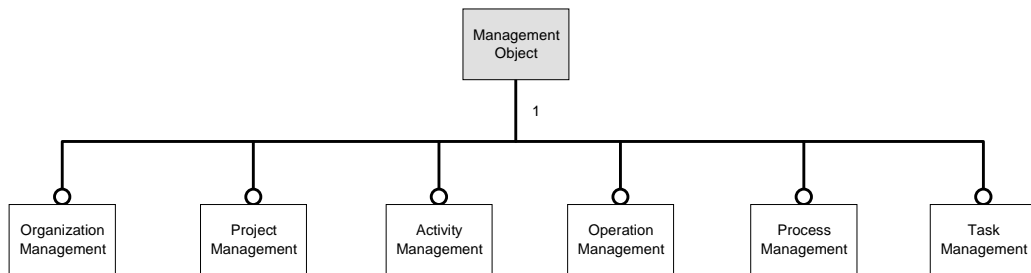 Management
Object
1
Organization
Management
Project
Management
Activity
Management
Operation
Management
Process
Management
Task
Management